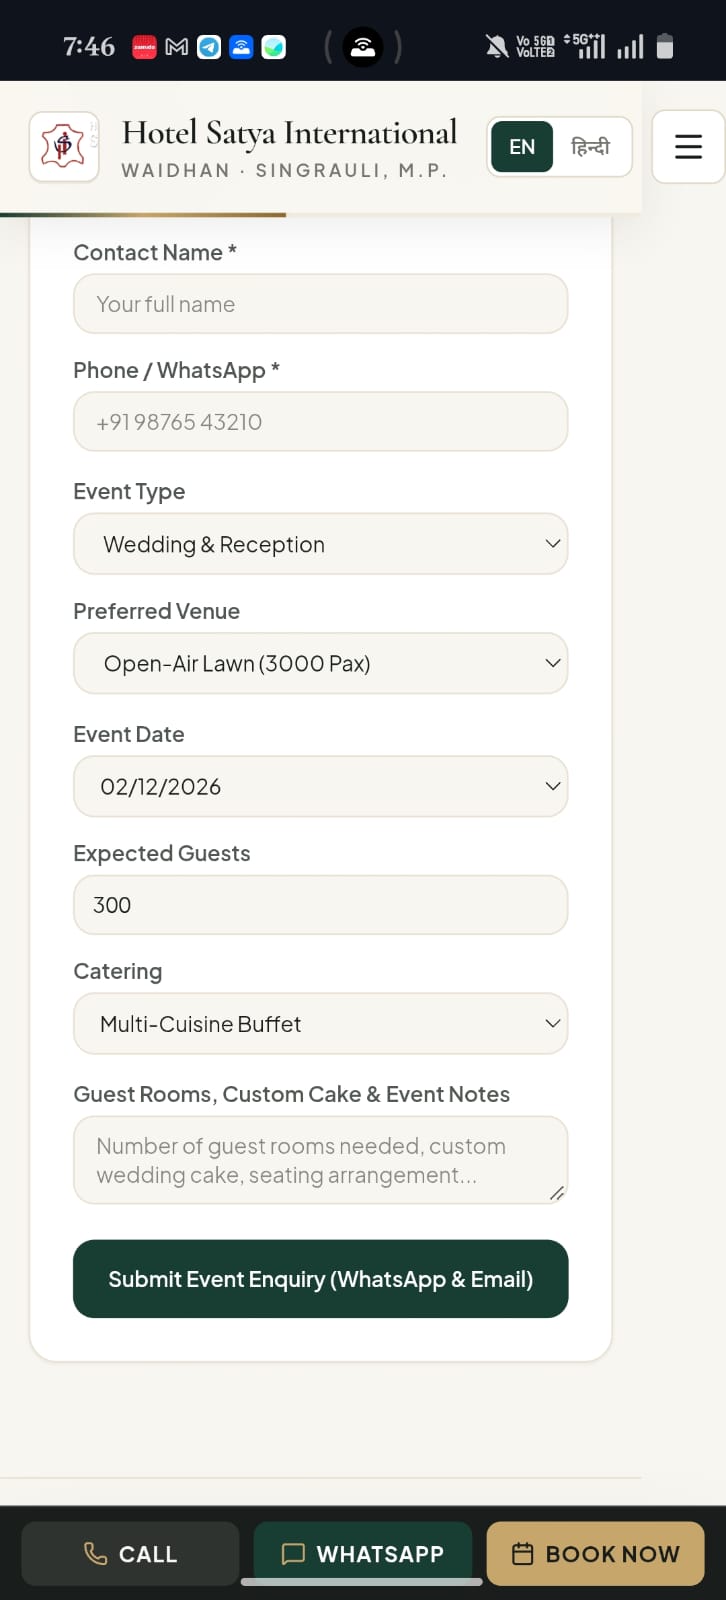 7:46
Vo 5G
VoLTE2
5G++
Hotel Satya International
WAIDHAN · SINGRAULI, M.P.
EN
हिन्दी
Contact Name *
Your full name
Phone / WhatsApp *
+91 98765 43210
Event Type
Wedding & Reception
Preferred Venue
Open-Air Lawn (3000 Pax)
Event Date
02/12/2026
Expected Guests
300
Catering
Multi-Cuisine Buffet
Guest Rooms, Custom Cake & Event Notes
Number of guest rooms needed, custom
wedding cake, seating arrangement...
Submit Event Enquiry (WhatsApp & Email)
CALL
WHATSAPP
BOOK NOW